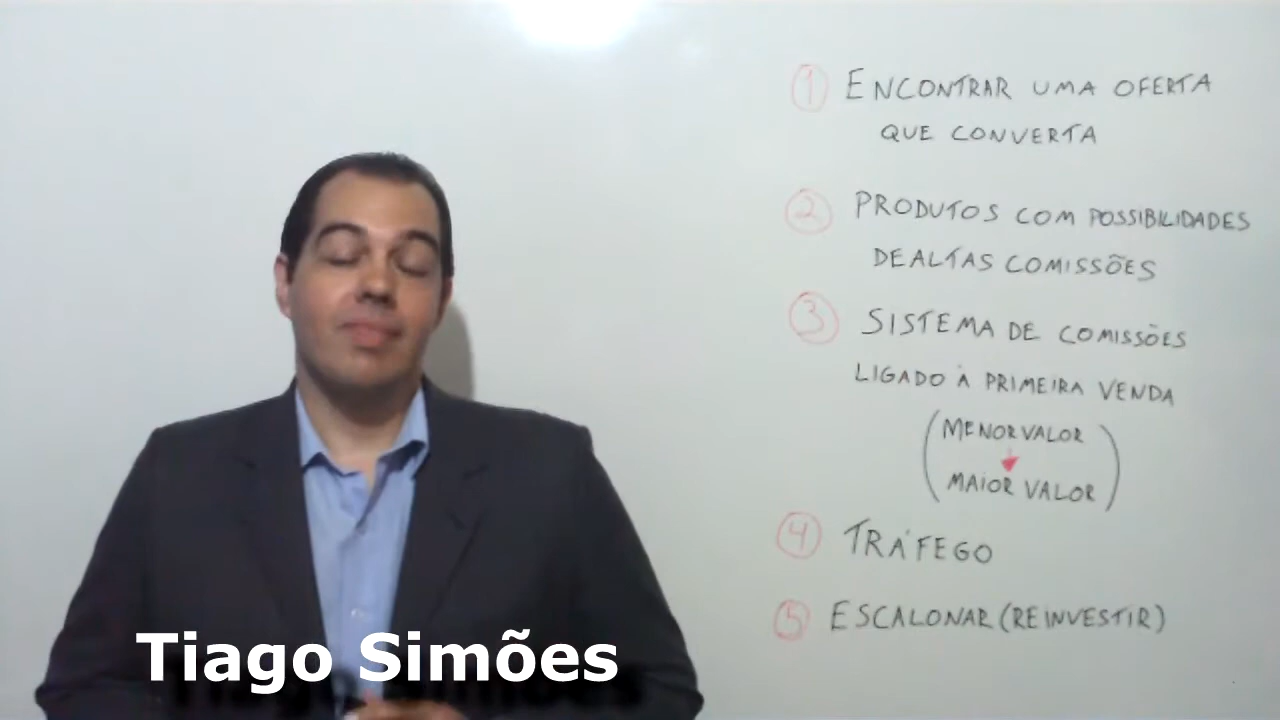 1 ENCONTRAR UMA OFERTA
QUE CONVERTA
2 PRODUTOS COM POSSIBILIDADES
DE ALTAS COMISSÕES
3 SISTEMA DE COMISSÕES
LIGADO À PRIMEIRA VENDA
(MENOR VALOR
MAIOR VALOR)
4 TRÁFEGO
5 ESCALONAR (REINVESTIR)
Tiago Simões